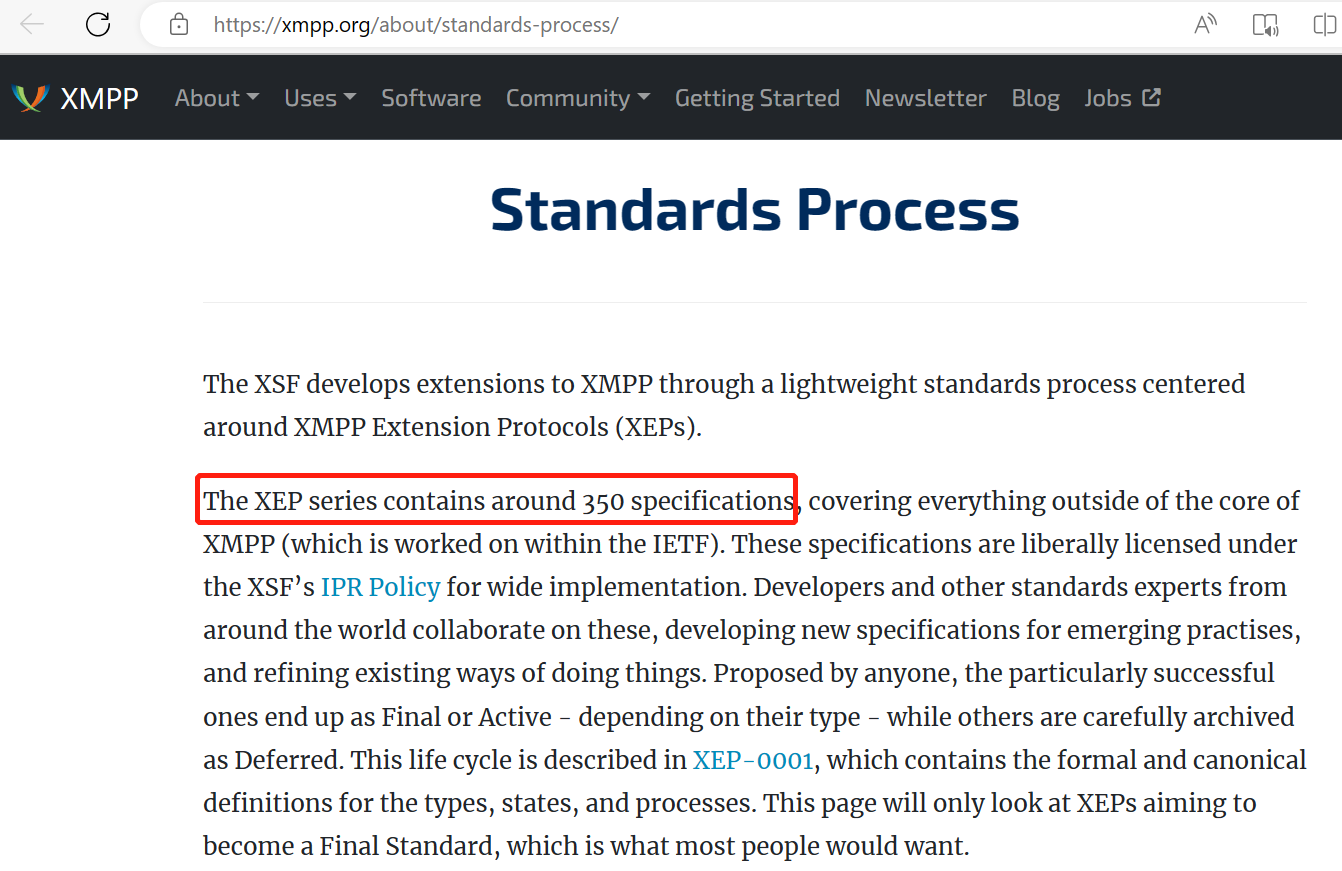 https://xmpp.org/about/standards-process/
XMPP About Uses Software Community Getting Started Newsletter Blog Jobs
Standards Process
The XSF develops extensions to XMPP through a lightweight standards process centered
around XMPP Extension Protocols (XEPs).
The XEP series contains around 350 specifications, covering everything outside of the core of
XMPP (which is worked on within the IETF). These specifications are liberally licensed under
the XSF’s IPR Policy for wide implementation. Developers and other standards experts from
around the world collaborate on these, developing new specifications for emerging practises,
and refining existing ways of doing things. Proposed by anyone, the particularly successful
ones end up as Final or Active - depending on their type - while others are carefully archived
as Deferred. This life cycle is described in XEP-0001, which contains the formal and canonical
definitions for the types, states, and processes. This page will only look at XEPs aiming to
become a Final Standard, which is what most people would want.